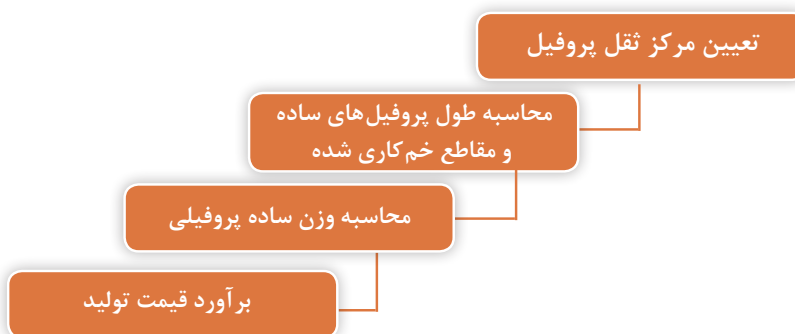 تعیین مرکز ثقل پروفیل
محاسبه طول پروفیل‌های ساده
و مقاطع خم‌کاری شده
محاسبه وزن ساده پروفیلی
برآورد قیمت تولید